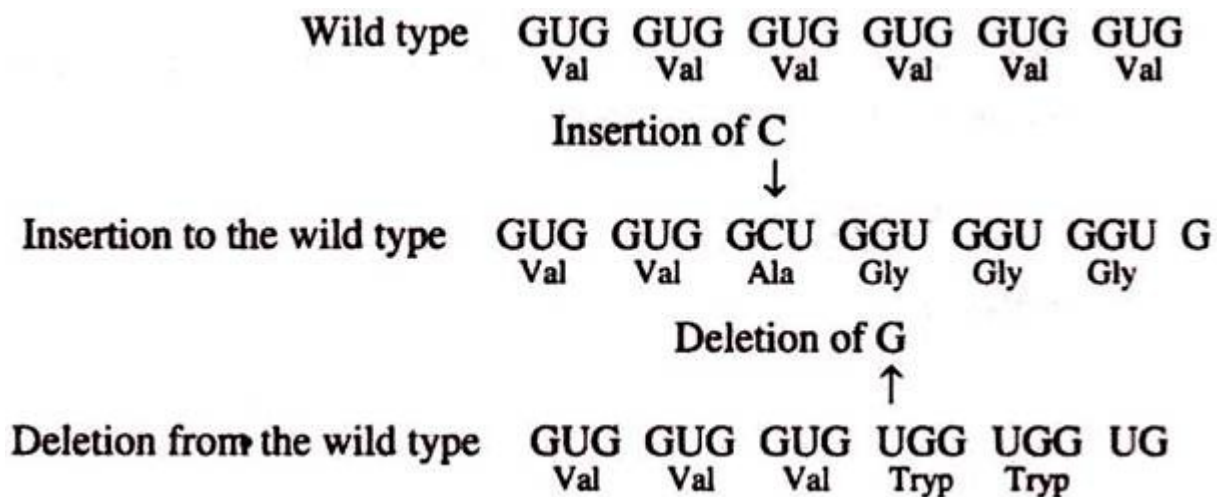 Wild type GUG GUG GUG GUG GUG GUG
Val Val Val Val Val Val
Insertion of C
↓
Insertion to the wild type GUG GUG GCU GGU GGU GGU G
Val Val Ala Gly Gly Gly
Deletion of G
↑
Deletion from the wild type GUG GUG GUG UGG UGG UG
Val Val Val Tryp Tryp